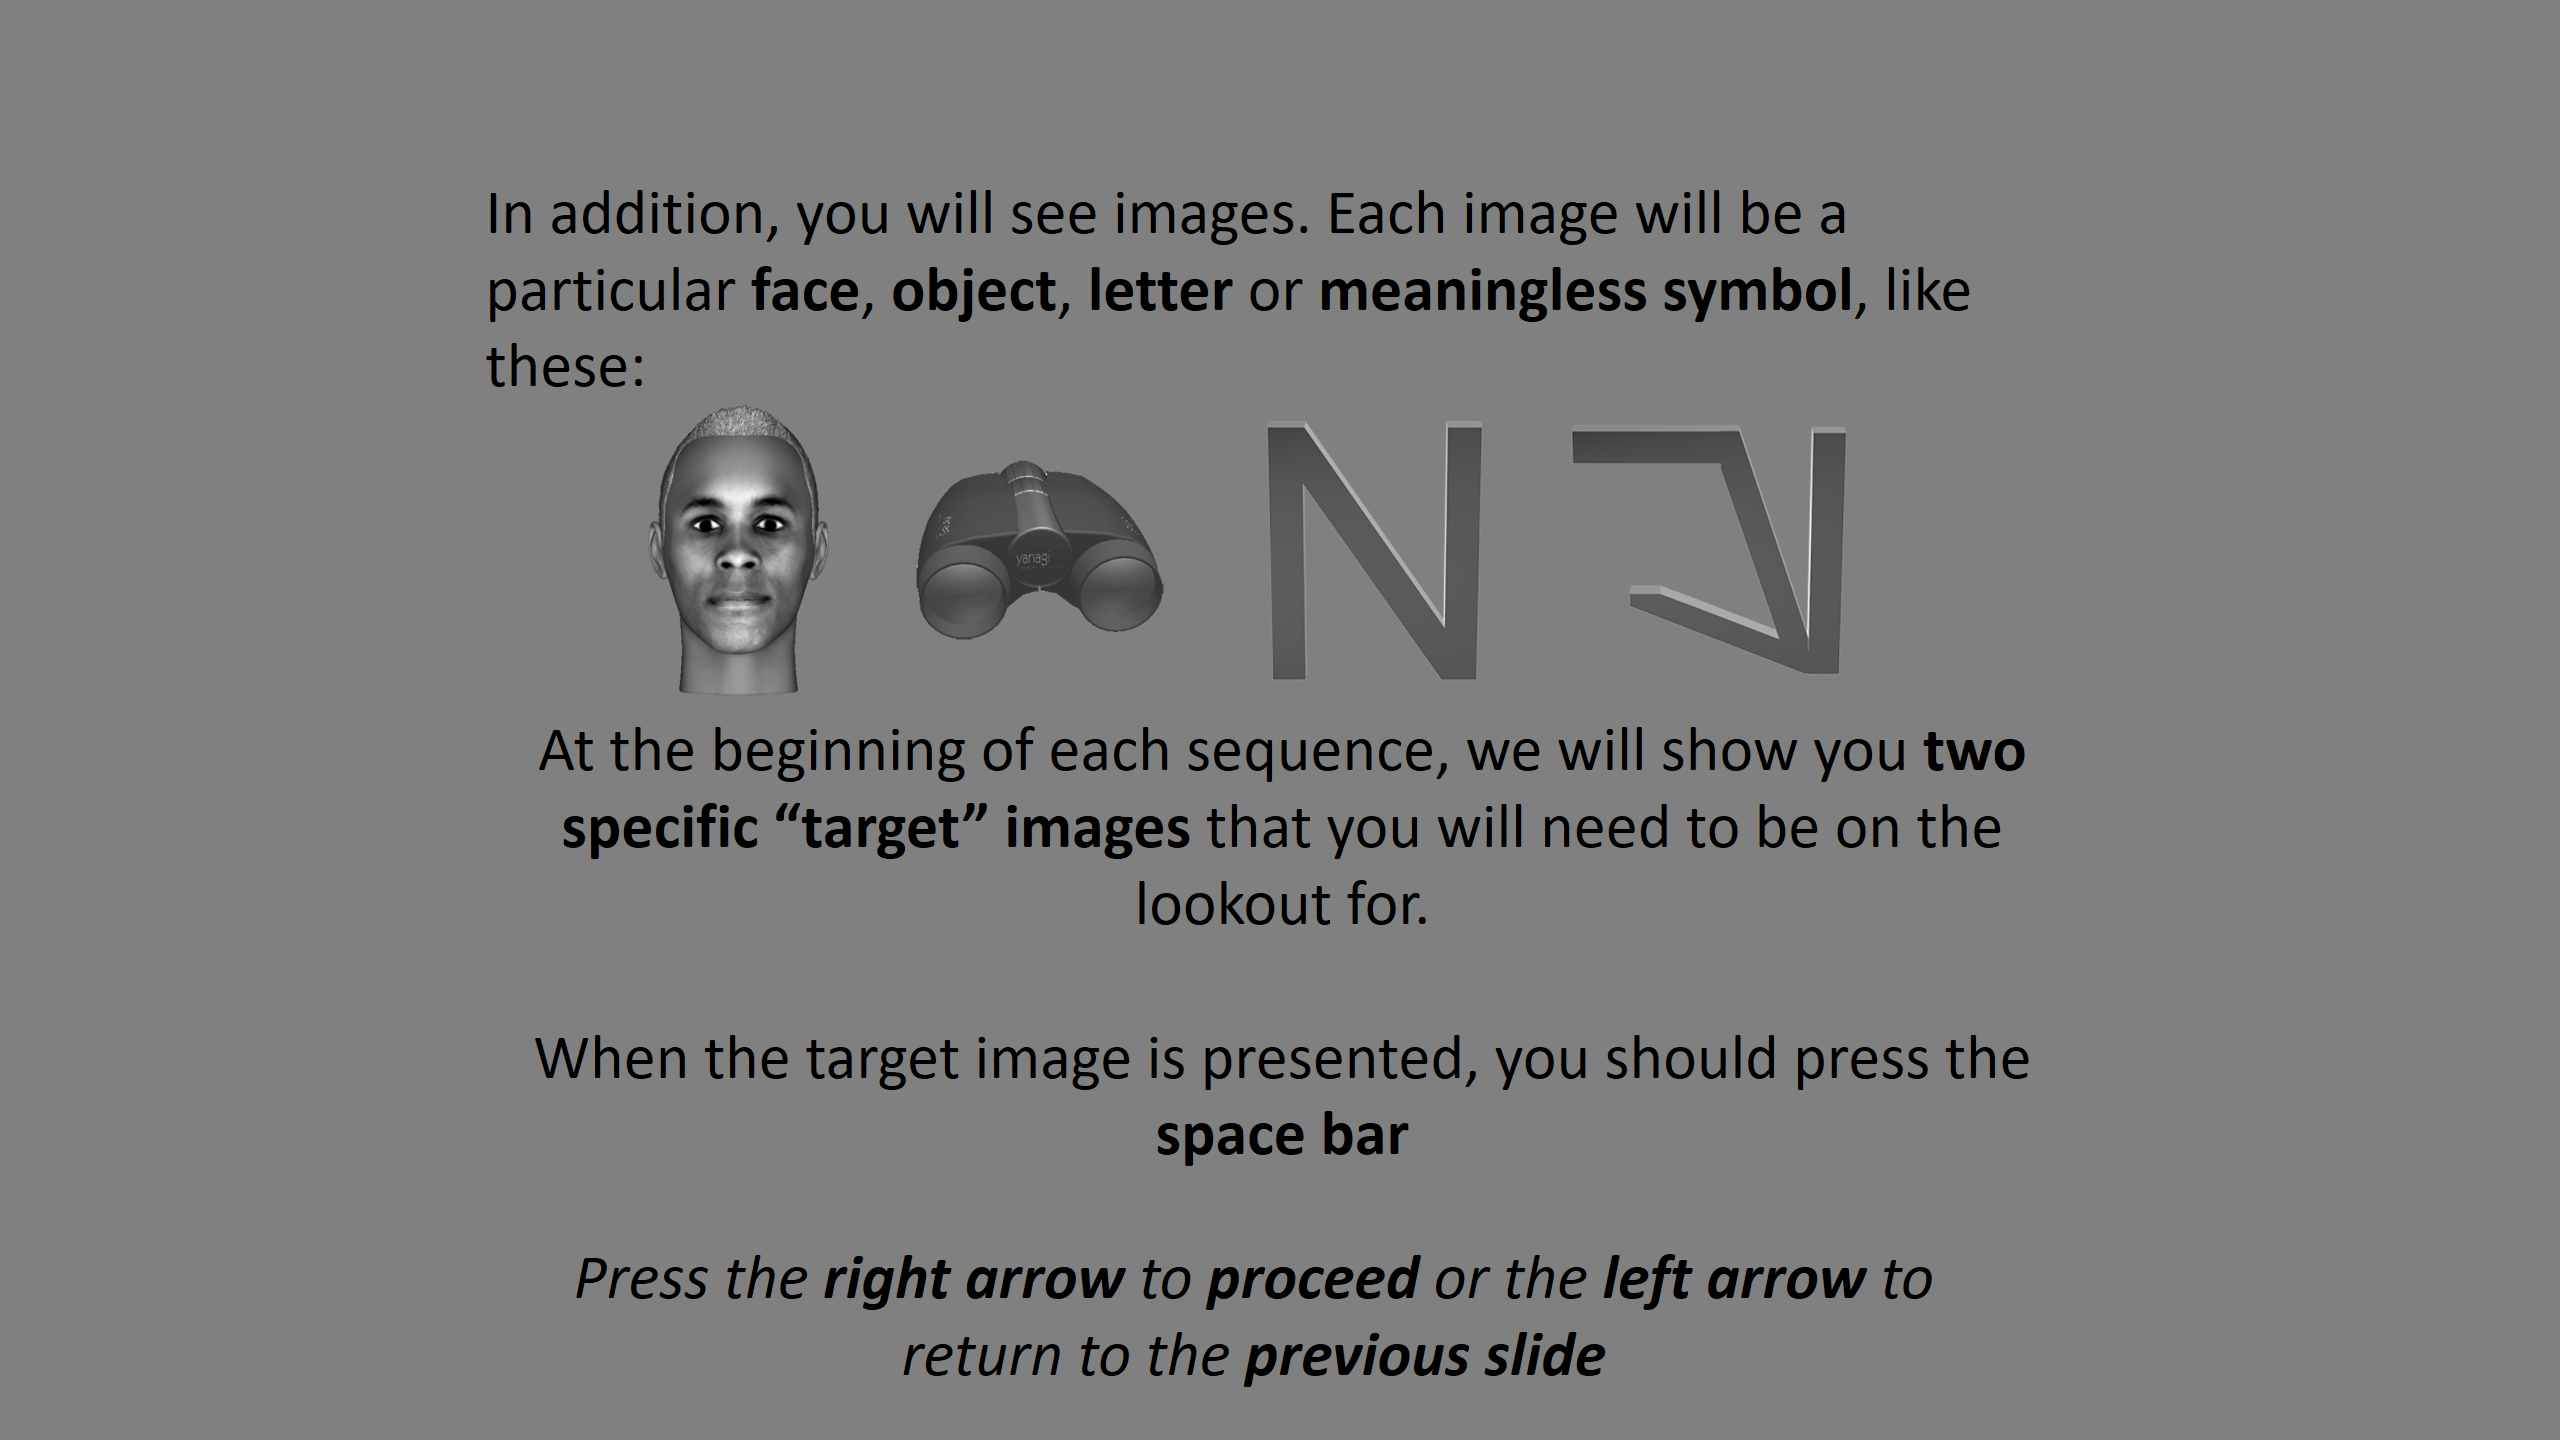 In addition, you will see images. Each image will be a
particular face, object, letter or meaningless symbol, like
these:
yanagi
N
At the beginning of each sequence, we will show you two
specific “target” images that you will need to be on the
lookout for.
When the target image is presented, you should press the
space bar
Press the right arrow to proceed or the left arrow to
return to the previous slide